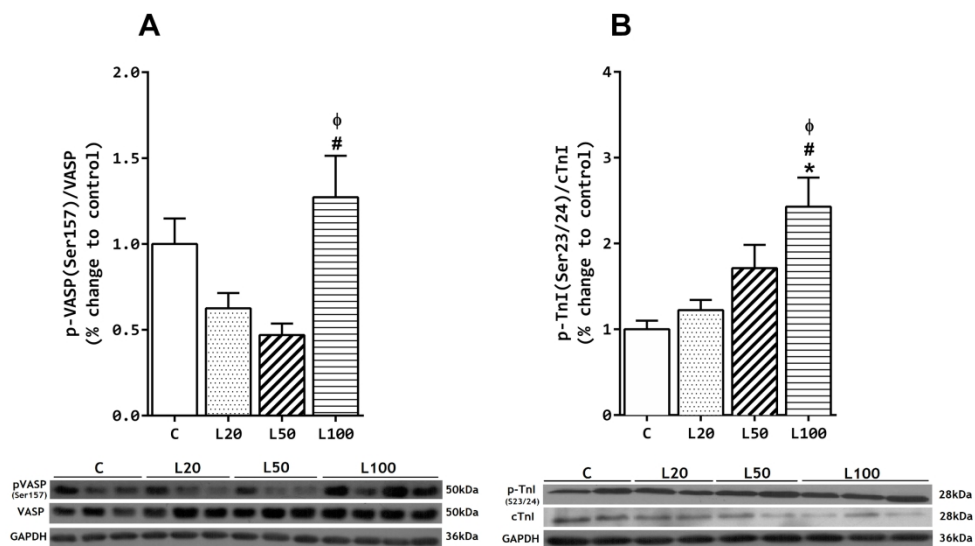 A
p-VASP(Ser157)/VASP
(% change to control)
2.0
1.5
1.0
0.5
0.0
ϕ
#
C L20 L50 L100
C L20 L50 L100
pVASP
(Ser157)
50kDa
VASP 50kDa
GAPDH 36kDa
B
p-TnI(Ser23/24)/cTnI
(% change to control)
4
3
2
1
0
ϕ
#
*
C L20 L50 L100
C L20 L50 L100
p-TnI
(S23/24)
28kDa
cTnI 28kDa
GAPDH 36kDa